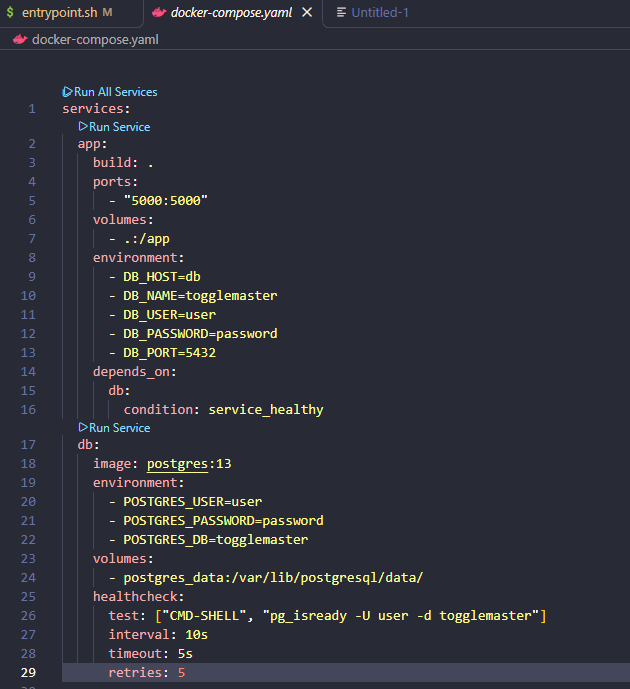 $ entrypoint.sh M docker-compose.yaml Untitled-1
docker-compose.yaml
Run All Services
1 services:
Run Service
2   app:
3     build: .
4     ports:
5       - "5000:5000"
6     volumes:
7       - .:/app
8     environment:
9       - DB_HOST=db
10       - DB_NAME=togglemaster
11       - DB_USER=user
12       - DB_PASSWORD=password
13       - DB_PORT=5432
14     depends_on:
15       db:
16         condition: service_healthy
Run Service
17   db:
18     image: postgres:13
19     environment:
20       - POSTGRES_USER=user
21       - POSTGRES_PASSWORD=password
22       - POSTGRES_DB=togglemaster
23     volumes:
24       - postgres_data:/var/lib/postgresql/data/
25     healthcheck:
26       test: ["CMD-SHELL", "pg_isready -U user -d togglemaster"]
27       interval: 10s
28       timeout: 5s
29       retries: 5